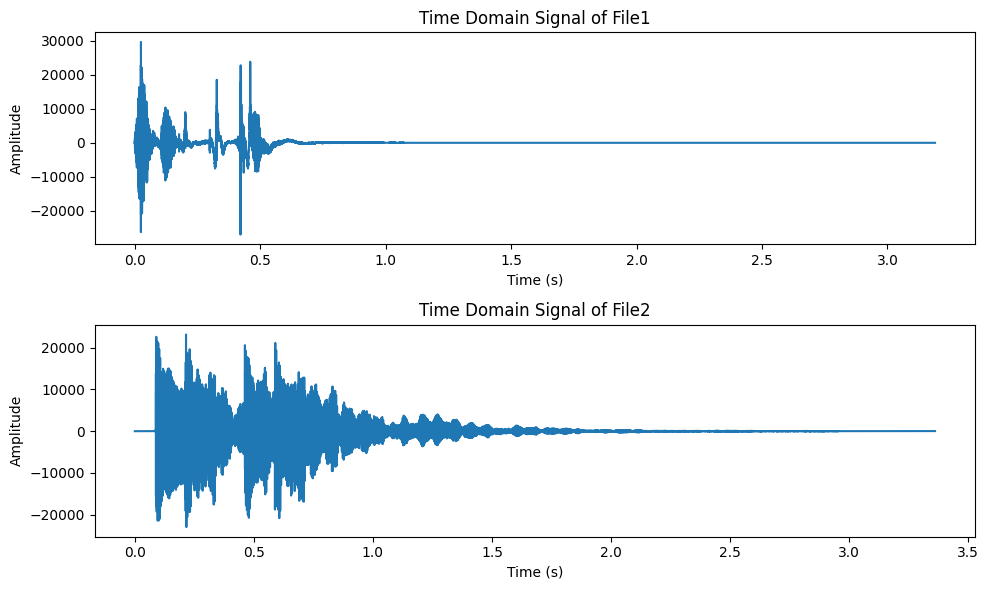 Time Domain Signal of File1
30000
20000
10000
0
−10000
−20000
Amplitude
0.0 0.5 1.0 1.5 2.0 2.5 3.0
Time (s)
Time Domain Signal of File2
20000
10000
0
−10000
−20000
Amplitude
0.0 0.5 1.0 1.5 2.0 2.5 3.0 3.5
Time (s)